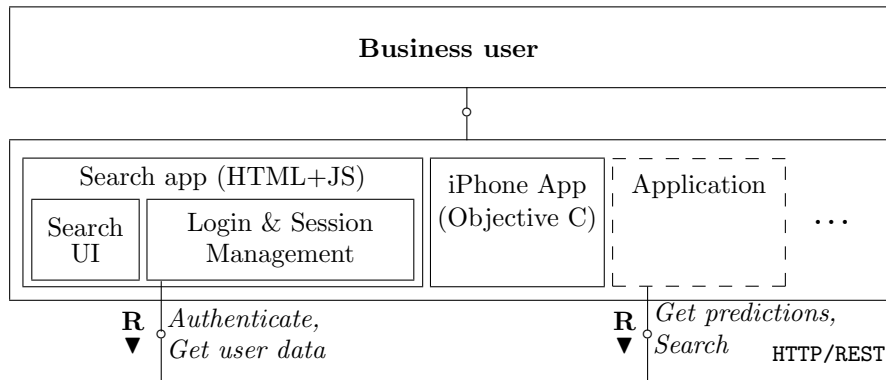 Business user
Search app (HTML+JS)
Search
UI
Login & Session
Management
iPhone App
(Objective C)
Application
...
R
Authenticate,
Get user data
R
Get predictions,
Search
HTTP/REST